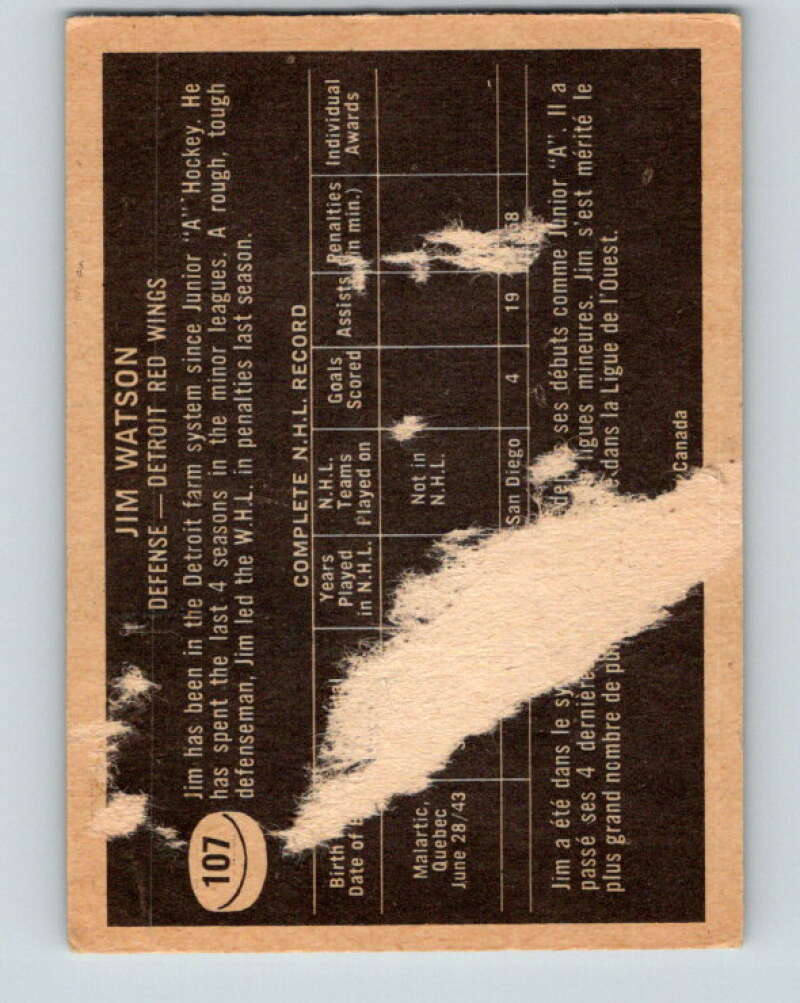 107
JIM WATSON
DEFENSE — DETROIT RED WINGS
Jim has been in the Detroit farm system since Junior "A" Hockey. He
has spent the last 4 seasons in the minor leagues. A rough, tough
defenseman, Jim led the W.H.L. in penalties last season.
COMPLETE N.H.L. RECORD
Birth
Date of
Years
Played
in N.H.L.
N.H.L.
Teams
Played on
Goals
Scored
Assists
Penalties
(in min.)
Individual
Awards
Malartic,
Quebec
June 28/43
Not in
N.H.L.
San Diego 4 19
Jim a été dans le ses débuts comme Junior "A". Il a
passé ses 4 mineures. Jim s'est mérité le
plus grand nombre de dans la Ligue de l'Ouest.
Canada